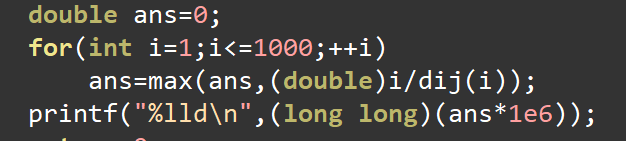 double ans=0;
for(int i=1;i<=1000;++i)
ans=max(ans,(double)i/dij(i));
printf("%lld\n",(long long)(ans*1e6));